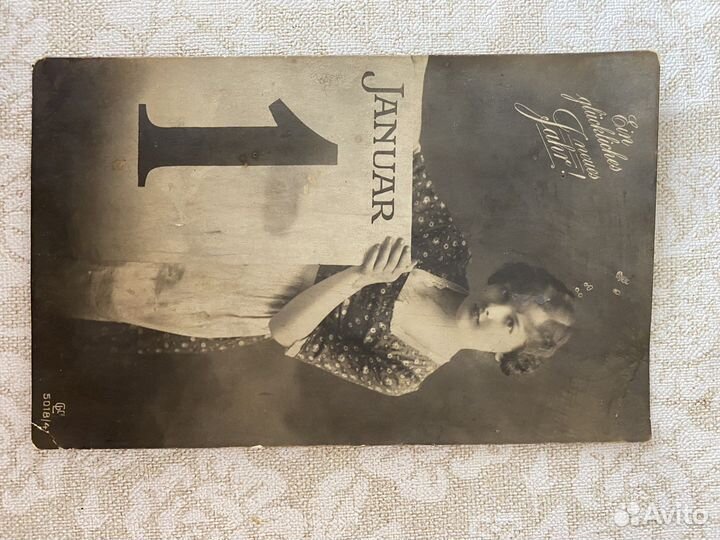 Ein
glückliches
neues
Jahr!
JANUAR
1
5018/4
Avito